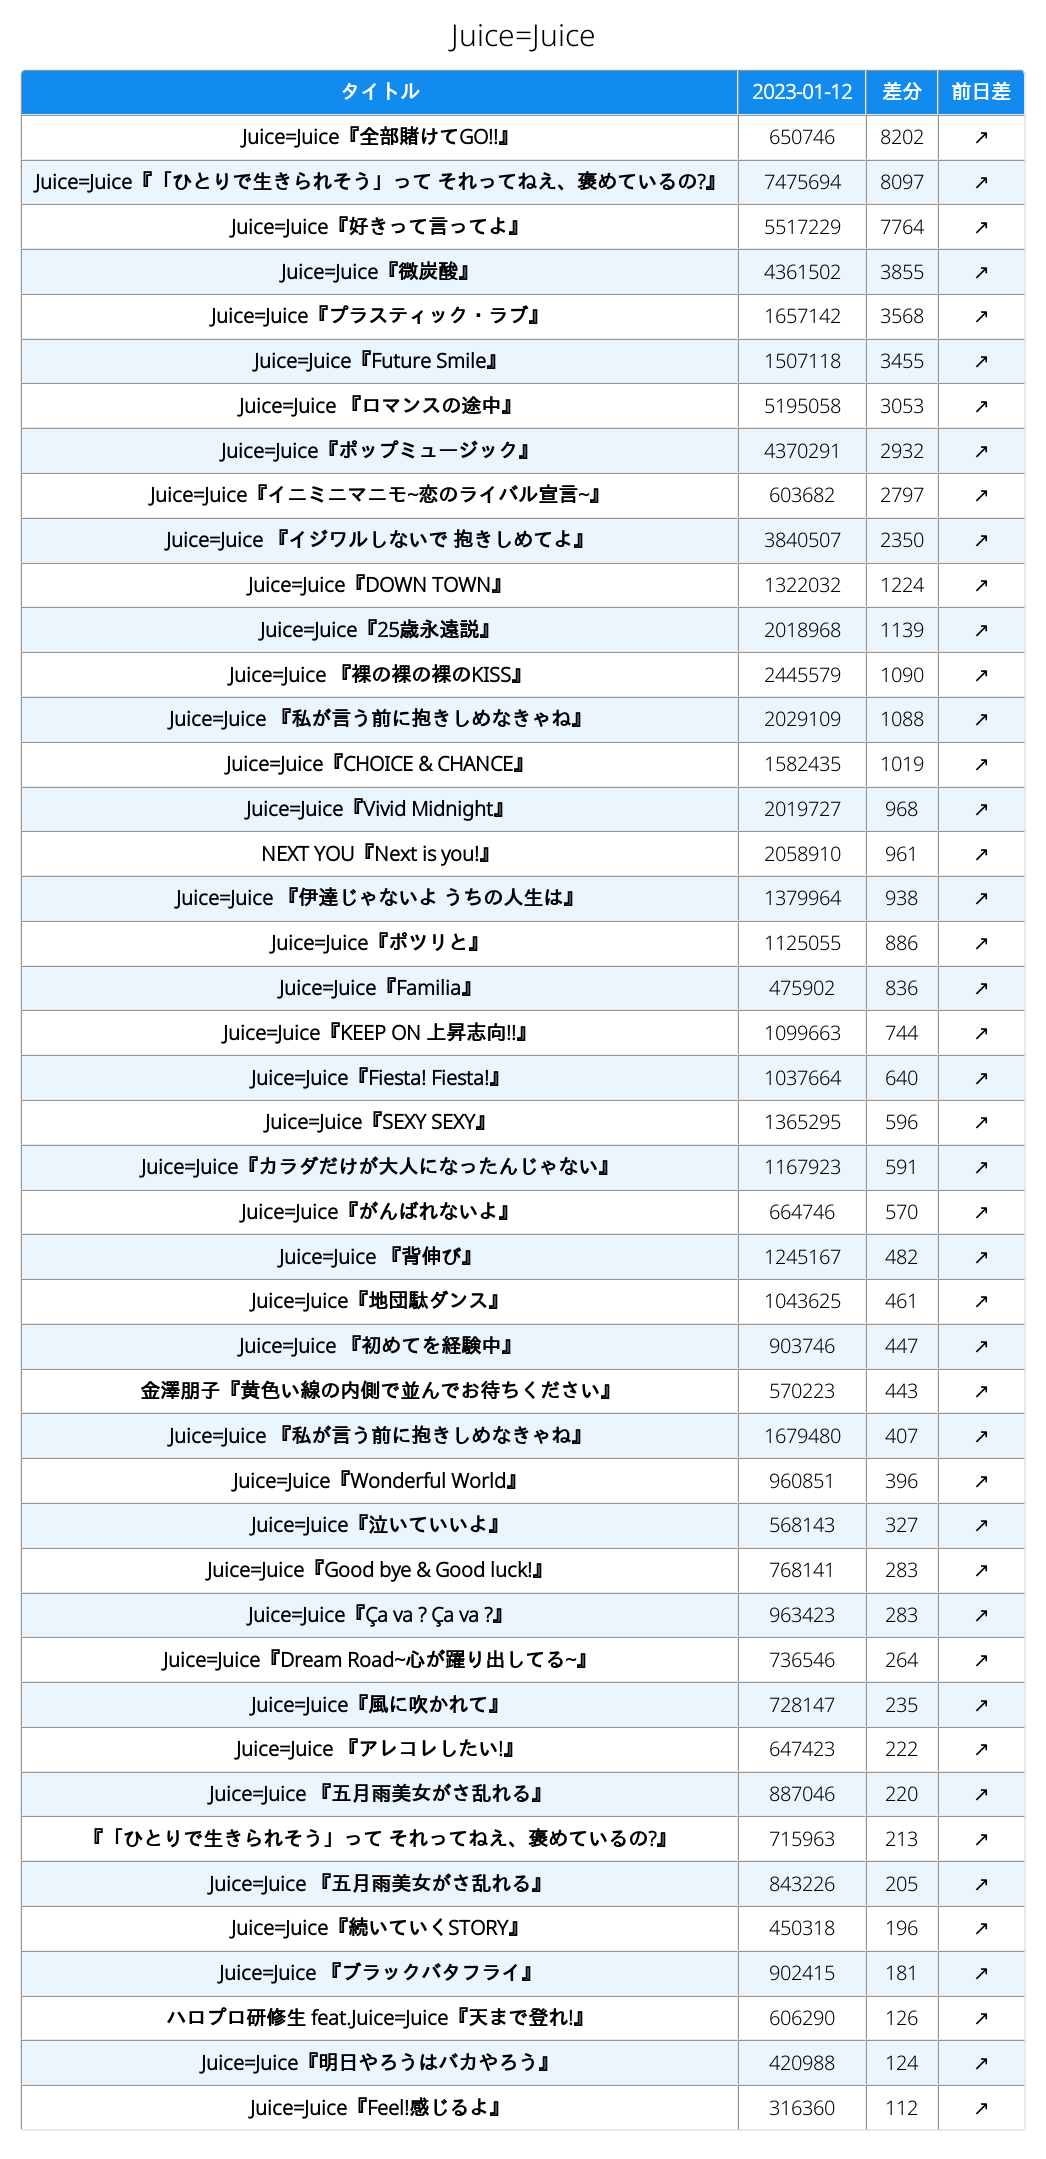 Juice=Juice
タイトル 2023-01-12 差分 前日差
Juice=Juice『全部賭けてGO!!』 650746 8202 ↗
Juice=Juice『「ひとりで生きられそう」って それってねえ、褒めているの?』 7475694 8097 ↗
Juice=Juice『好きって言ってよ』 5517229 7764 ↗
Juice=Juice『微炭酸』 4361502 3855 ↗
Juice=Juice『プラスティック・ラブ』 1657142 3568 ↗
Juice=Juice『Future Smile』 1507118 3455 ↗
Juice=Juice 『ロマンスの途中』 5195058 3053 ↗
Juice=Juice『ポップミュージック』 4370291 2932 ↗
Juice=Juice『イニミニマニモ~恋のライバル宣言~』 603682 2797 ↗
Juice=Juice 『イジワルしないで 抱きしめてよ』 3840507 2350 ↗
Juice=Juice『DOWN TOWN』 1322032 1224 ↗
Juice=Juice『25歳永遠説』 2018968 1139 ↗
Juice=Juice 『裸の裸の裸のKISS』 2445579 1090 ↗
Juice=Juice 『私が言う前に抱きしめなきゃね』 2029109 1088 ↗
Juice=Juice『CHOICE & CHANCE』 1582435 1019 ↗
Juice=Juice『Vivid Midnight』 2019727 968 ↗
NEXT YOU『Next is you!』 2058910 961 ↗
Juice=Juice 『伊達じゃないよ うちの人生は』 1379964 938 ↗
Juice=Juice『ポツリと』 1125055 886 ↗
Juice=Juice『Familia』 475902 836 ↗
Juice=Juice『KEEP ON 上昇志向!!』 1099663 744 ↗
Juice=Juice『Fiesta! Fiesta!』 1037664 640 ↗
Juice=Juice『SEXY SEXY』 1365295 596 ↗
Juice=Juice『カラダだけが大人になったんじゃない』 1167923 591 ↗
Juice=Juice『がんばれないよ』 664746 570 ↗
Juice=Juice 『背伸び』 1245167 482 ↗
Juice=Juice『地団駄ダンス』 1043625 461 ↗
Juice=Juice 『初めてを経験中』 903746 447 ↗
金澤朋子『黄色い線の内側で並んでお待ちください』 570223 443 ↗
Juice=Juice 『私が言う前に抱きしめなきゃね』 1679480 407 ↗
Juice=Juice『Wonderful World』 960851 396 ↗
Juice=Juice『泣いていいよ』 568143 327 ↗
Juice=Juice『Good bye & Good luck!』 768141 283 ↗
Juice=Juice『Ça va ? Ça va ?』 963423 283 ↗
Juice=Juice『Dream Road~心が躍り出してる~』 736546 264 ↗
Juice=Juice『風に吹かれて』 728147 235 ↗
Juice=Juice 『アレコレしたい!』 647423 222 ↗
Juice=Juice 『五月雨美女がさ乱れる』 887046 220 ↗
『「ひとりで生きられそう」って それってねえ、褒めているの?』 715963 213 ↗
Juice=Juice 『五月雨美女がさ乱れる』 843226 205 ↗
Juice=Juice『続いていくSTORY』 450318 196 ↗
Juice=Juice 『ブラックバタフライ』 902415 181 ↗
ハロプロ研修生 feat.Juice=Juice『天まで登れ!』 606290 126 ↗
Juice=Juice『明日やろうはバカやろう』 420988 124 ↗
Juice=Juice『Feel!感じるよ』 316360 112 ↗